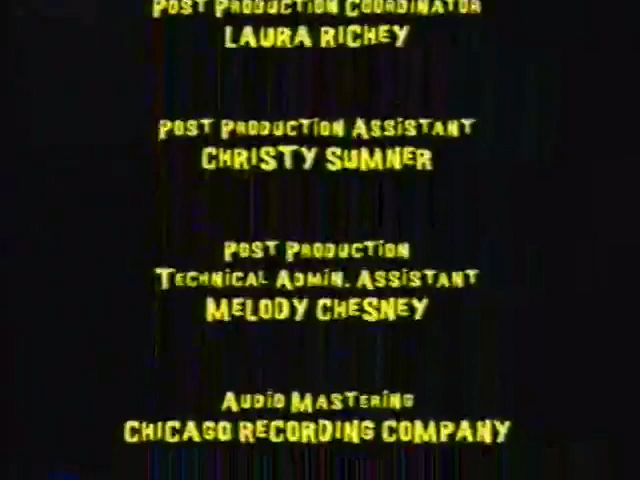 POST PRODUCTION COORDINATOR
LAURA RICHEY
POST PRODUCTION ASSISTANT
CHRISTY SUMNER
POST PRODUCTION
TECHNICAL ADMIN. ASSISTANT
MELODY CHESNEY
AUDIO MASTERING
CHICAGO RECORDING COMPANY